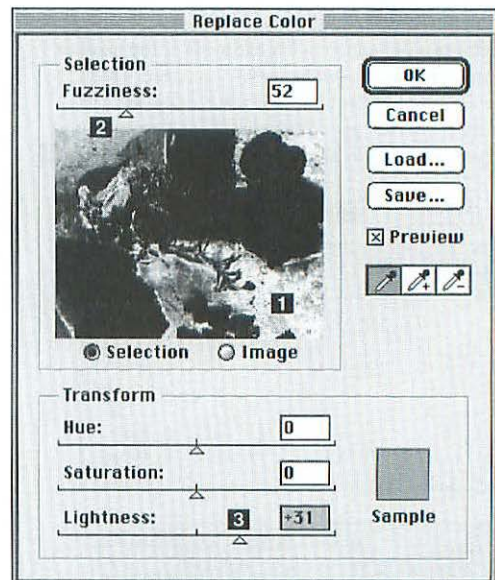 Replace Color
Selection
Fuzziness: 52
2
1
Selection Image
OK
Cancel
Load...
Save...
Preview
Transform
Hue: 0
Saturation: 0
Lightness: 3 +31
Sample